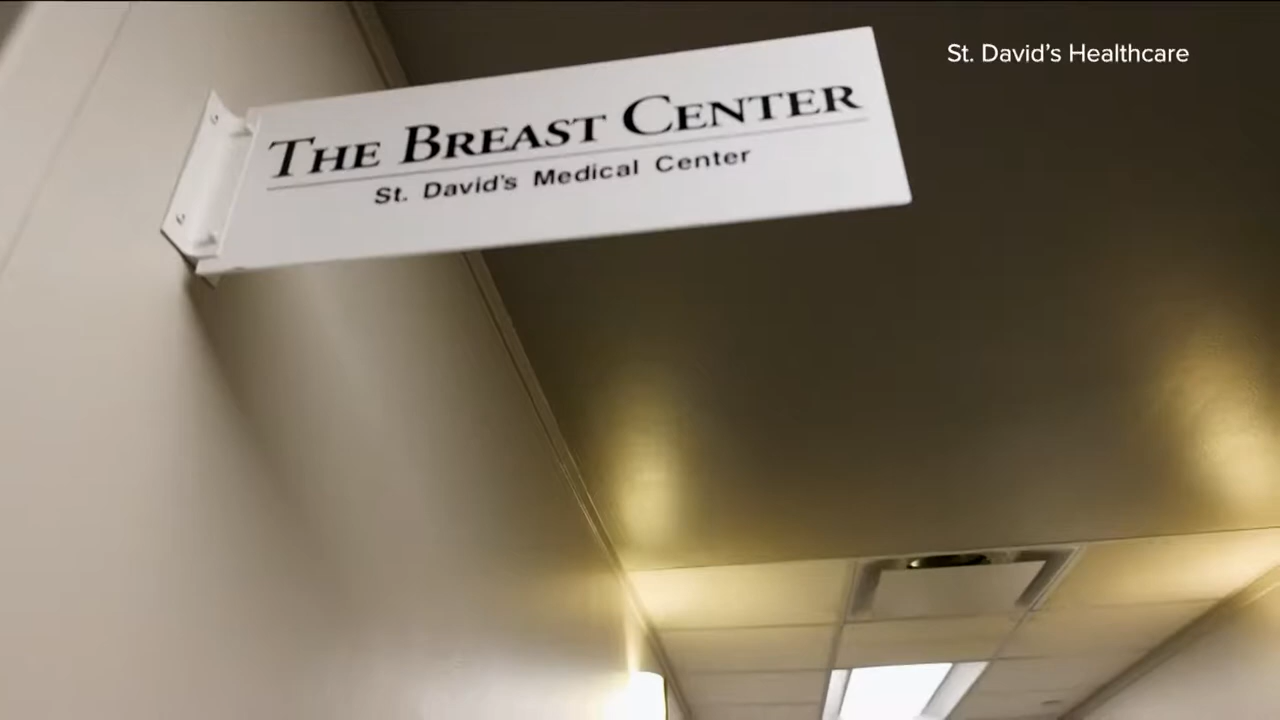 St. David’s Healthcare
THE BREAST CENTER
St. David's Medical Center